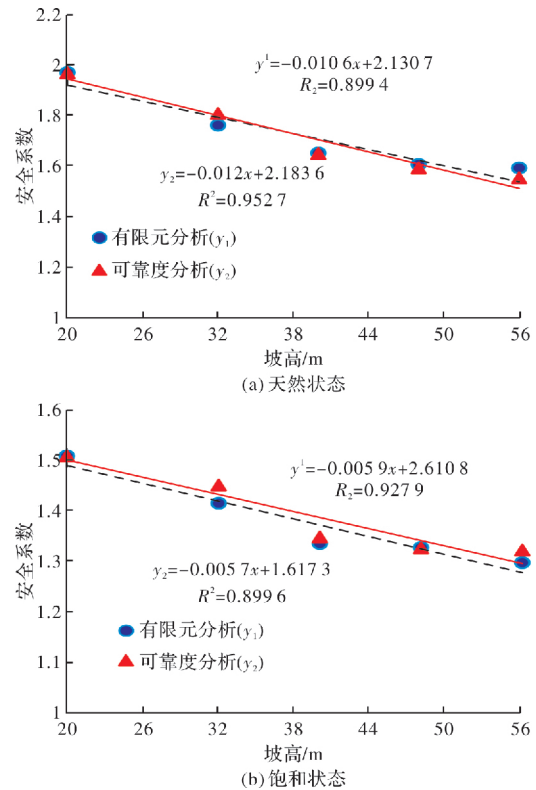 2.2
y¹=-0.010 6x+2.130 7
R₂=0.899 4
2
1.8
安全系数
1.6
y₂=-0.012x+2.183 6
R²=0.952 7
1.4
有限元分析(y₁)
1.2
可靠度分析(y₂)
1
20 26 32 38 44 50 56
坡高/m
(a) 天然状态
1.6
y¹=-0.005 9x+2.610 8
R₂=0.927 9
1.5
1.4
安全系数
1.3
y₂=-0.005 7x+1.617 3
R²=0.899 6
1.2
有限元分析(y₁)
1.1
可靠度分析(y₂)
1
20 26 32 38 44 50 56
坡高/m
(b) 饱和状态